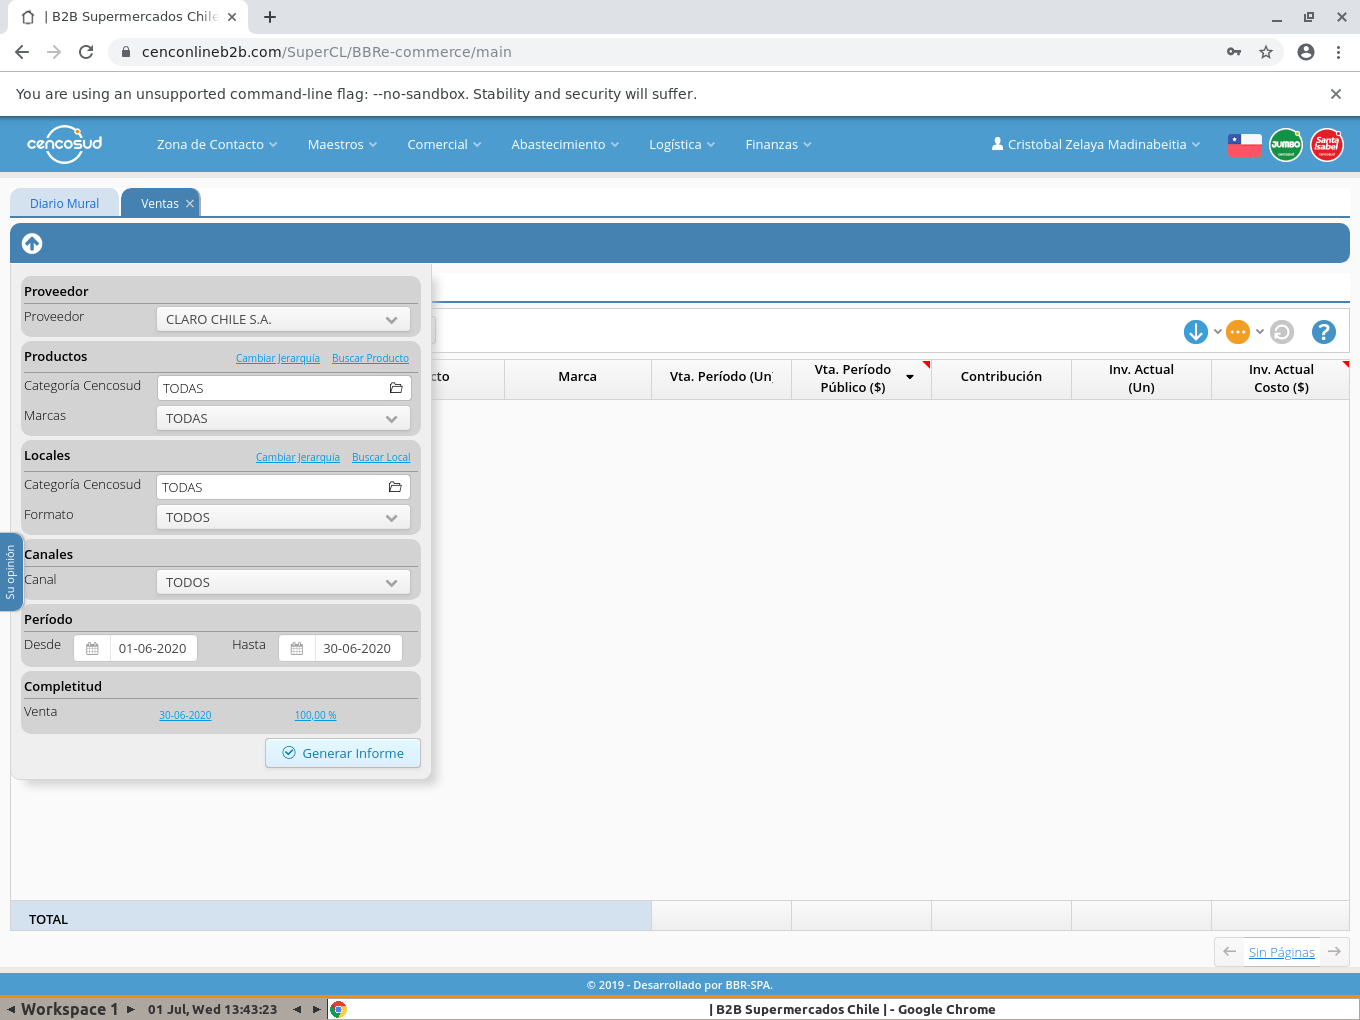 | B2B Supermercados Chile
cenconlineb2b.com/SuperCL/BBRe-commerce/main
You are using an unsupported command-line flag: --no-sandbox. Stability and security will suffer.
cencosud
Zona de Contacto
Maestros
Comercial
Abastecimiento
Logística
Finanzas
Cristobal Zelaya Madinabeitia
JUMBO
cencosud
Santa Isabel
cencosud
Diario Mural
Ventas
Proveedor
Proveedor
CLARO CHILE S.A.
Productos
Cambiar Jerarquía
Buscar Producto
Categoría Cencosud
TODAS
Marcas
TODAS
Locales
Cambiar Jerarquía
Buscar Local
Categoría Cencosud
TODAS
Formato
TODOS
Canales
Canal
TODOS
Período
Desde
01-06-2020
Hasta
30-06-2020
Completitud
Venta
30-06-2020
100,00 %
Generar Informe
Su opinión
cto
Marca
Vta. Período (Un
Vta. Período
Público ($)
Contribución
Inv. Actual
(Un)
Inv. Actual
Costo ($)
TOTAL
Sin Páginas
© 2019 - Desarrollado por BBR-SPA.
Workspace 1
01 Jul, Wed 13:43:23
| B2B Supermercados Chile | - Google Chrome